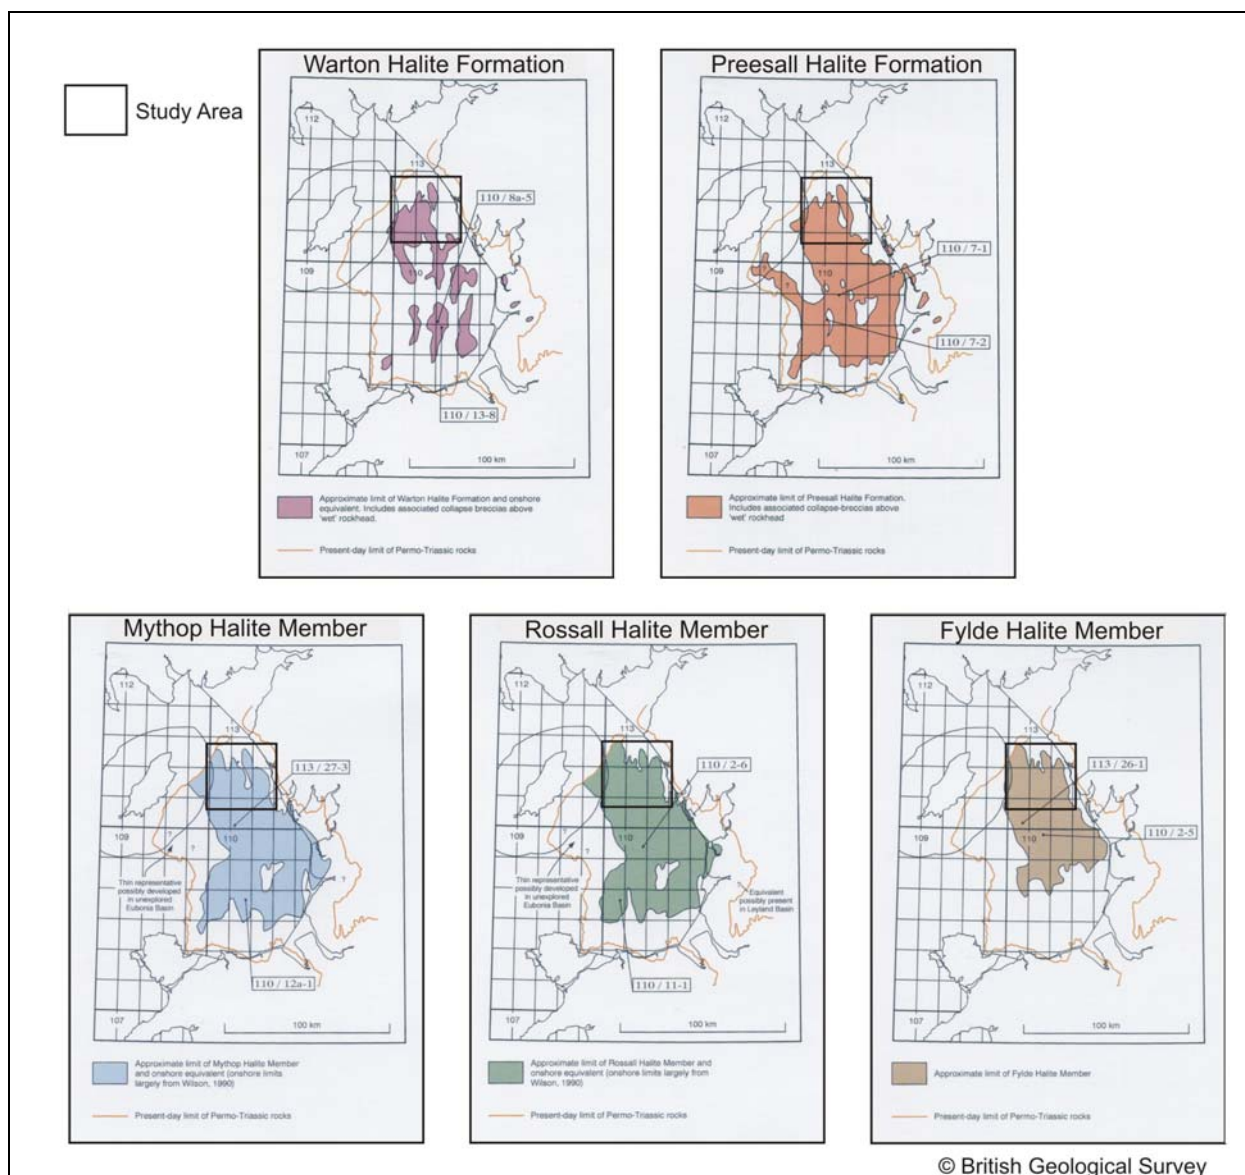 Study Area
Warton Halite Formation
112
113
110 / 8a-5
109
110
110 / 13-8
107
100 km
Approximate limit of Warton Halite Formation and onshore
equivalent. Includes associated collapse breccias above
'wet' rockhead.
Present-day limit of Permo-Triassic rocks
Preesall Halite Formation
112
113
110 / 7-1
109
?
?
110
110 / 7-2
107
100 km
Approximate limit of Preesall Halite Formation.
Includes associated collapse-breccias above
'wet' rockhead
Present-day limit of Permo-Triassic rocks
Mythop Halite Member
112
113
113 / 27-3
109
?
?
110
Thin representative
possibly developed
in unexplored
Eubonia Basin
?
110 / 12a-1
107
100 km
Approximate limit of Mythop Halite Member
and onshore equivalent (onshore limits
largely from Wilson, 1990)
Present-day limit of Permo-Triassic rocks
Rossall Halite Member
112
113
110 / 2-6
109
?
?
110
Thin representative
possibly developed
in unexplored
Eubonia Basin
?
Equivalent
possibly present
in Leyland Basin
110 / 11-1
107
100 km
Approximate limit of Rossall Halite Member and
onshore equivalent (onshore limits largely from
Wilson, 1990)
Present-day limit of Permo-Triassic rocks
Fylde Halite Member
112
113
113 / 26-1
109
110
110 / 2-5
107
100 km
Approximate limit of Fylde Halite Member
Present-day limit of Permo-Triassic rocks
© British Geological Survey